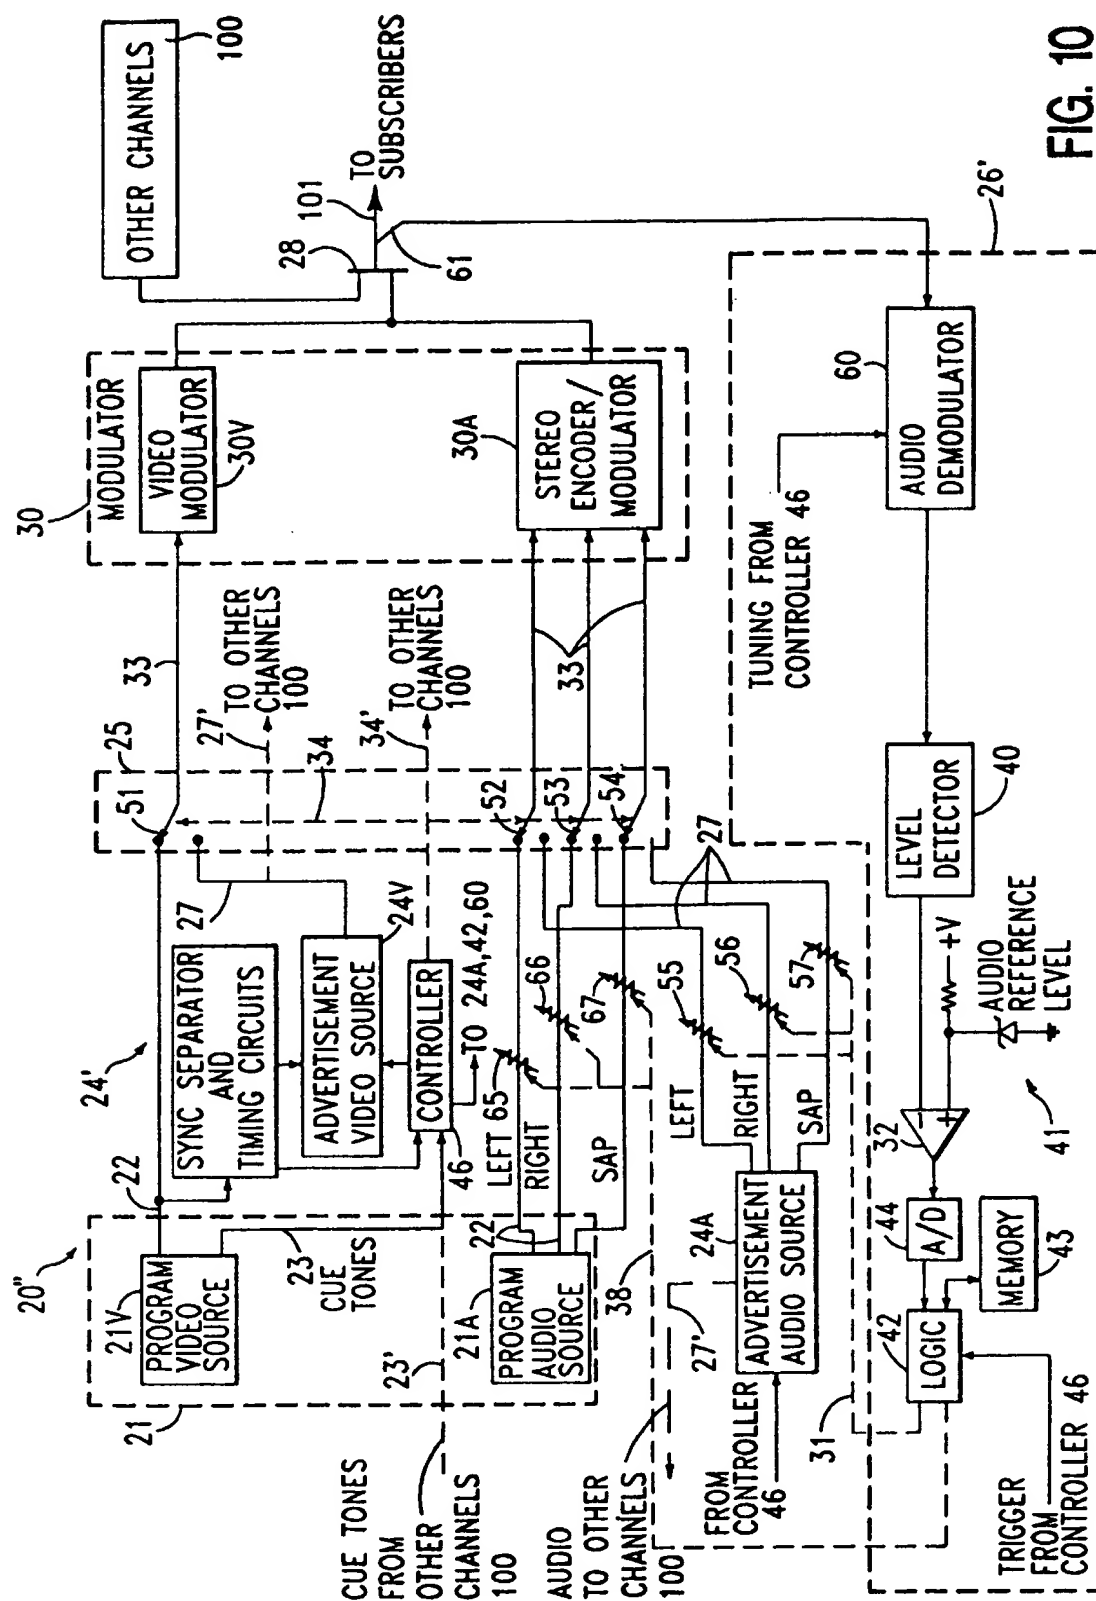 20"
21
21V
PROGRAM
VIDEO
SOURCE
22
23
CUE
TONES
23'
CUE TONES
FROM
OTHER
CHANNELS
100
21A
PROGRAM
AUDIO
SOURCE
22
24'
SYNC SEPARATOR
AND
TIMING CIRCUITS
ADVERTISEMENT
VIDEO SOURCE
24V
CONTROLLER
46
TO 24A,42,60
27
25
51
34
33
27'
TO OTHER
CHANNELS
100
34'
TO OTHER
CHANNELS
100
52
53
54
LEFT
RIGHT
SAP
65
66
67
30
MODULATOR
VIDEO
MODULATOR
30V
30A
STEREO
ENCODER/
MODULATOR
33
OTHER CHANNELS
100
28
101
TO
SUBSCRIBERS
61
38
AUDIO
TO OTHER
CHANNELS
100
27'
24A
ADVERTISEMENT
AUDIO SOURCE
FROM
CONTROLLER
46
LEFT
RIGHT
SAP
55
56
57
27
31
26'
TUNING FROM
CONTROLLER 46
60
AUDIO
DEMODULATOR
LEVEL
DETECTOR
40
+V
AUDIO
REFERENCE
LEVEL
41
32
-
+
44
A/D
42
LOGIC
MEMORY
43
TRIGGER
FROM
CONTROLLER 46
FIG. 10